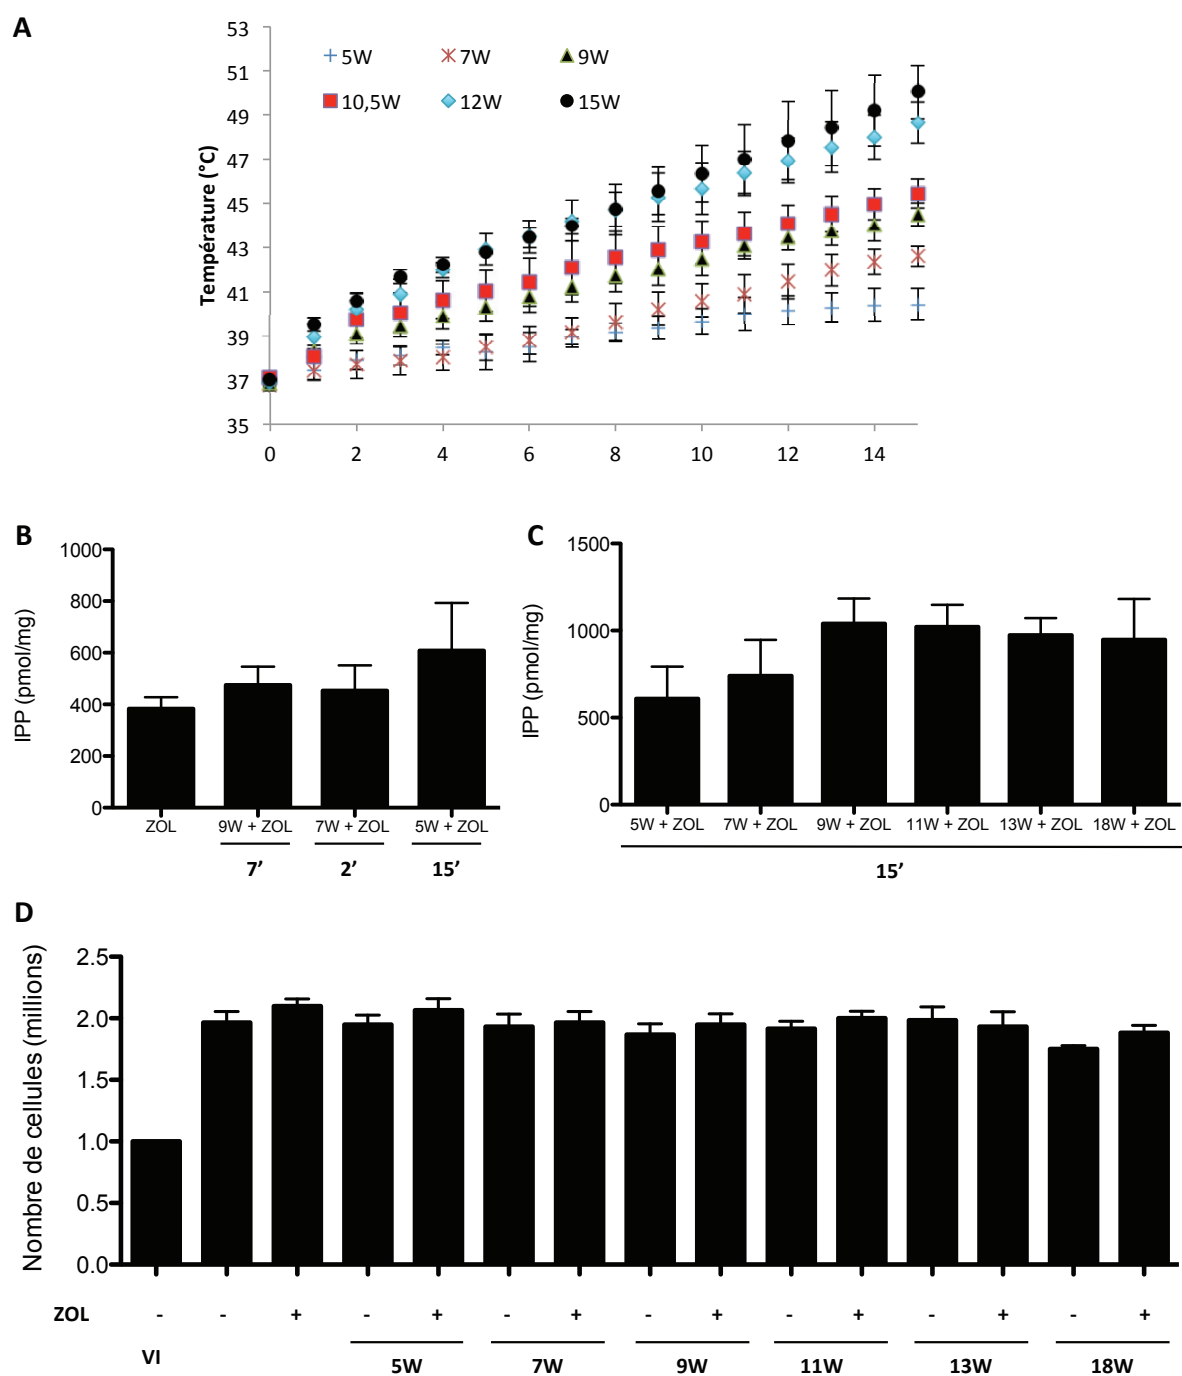 A
53
51
49
47
45
43
41
39
37
35
Température (°C)
5W 7W 9W
10,5W 12W 15W
0 2 4 6 8 10 12 14
B
1000
800
600
400
200
0
IPP (pmol/mg)
ZOL 9W + ZOL 7W + ZOL 5W + ZOL
7’ 2’ 15’
C
1500
1000
500
0
IPP (pmol/mg)
5W + ZOL 7W + ZOL 9W + ZOL 11W + ZOL 13W + ZOL 18W + ZOL
15’
D
2.5
2.0
1.5
1.0
0.5
0.0
Nombre de cellules (millions)
ZOL - - + - + - + - + - + - + - +
VI 5W 7W 9W 11W 13W 18W